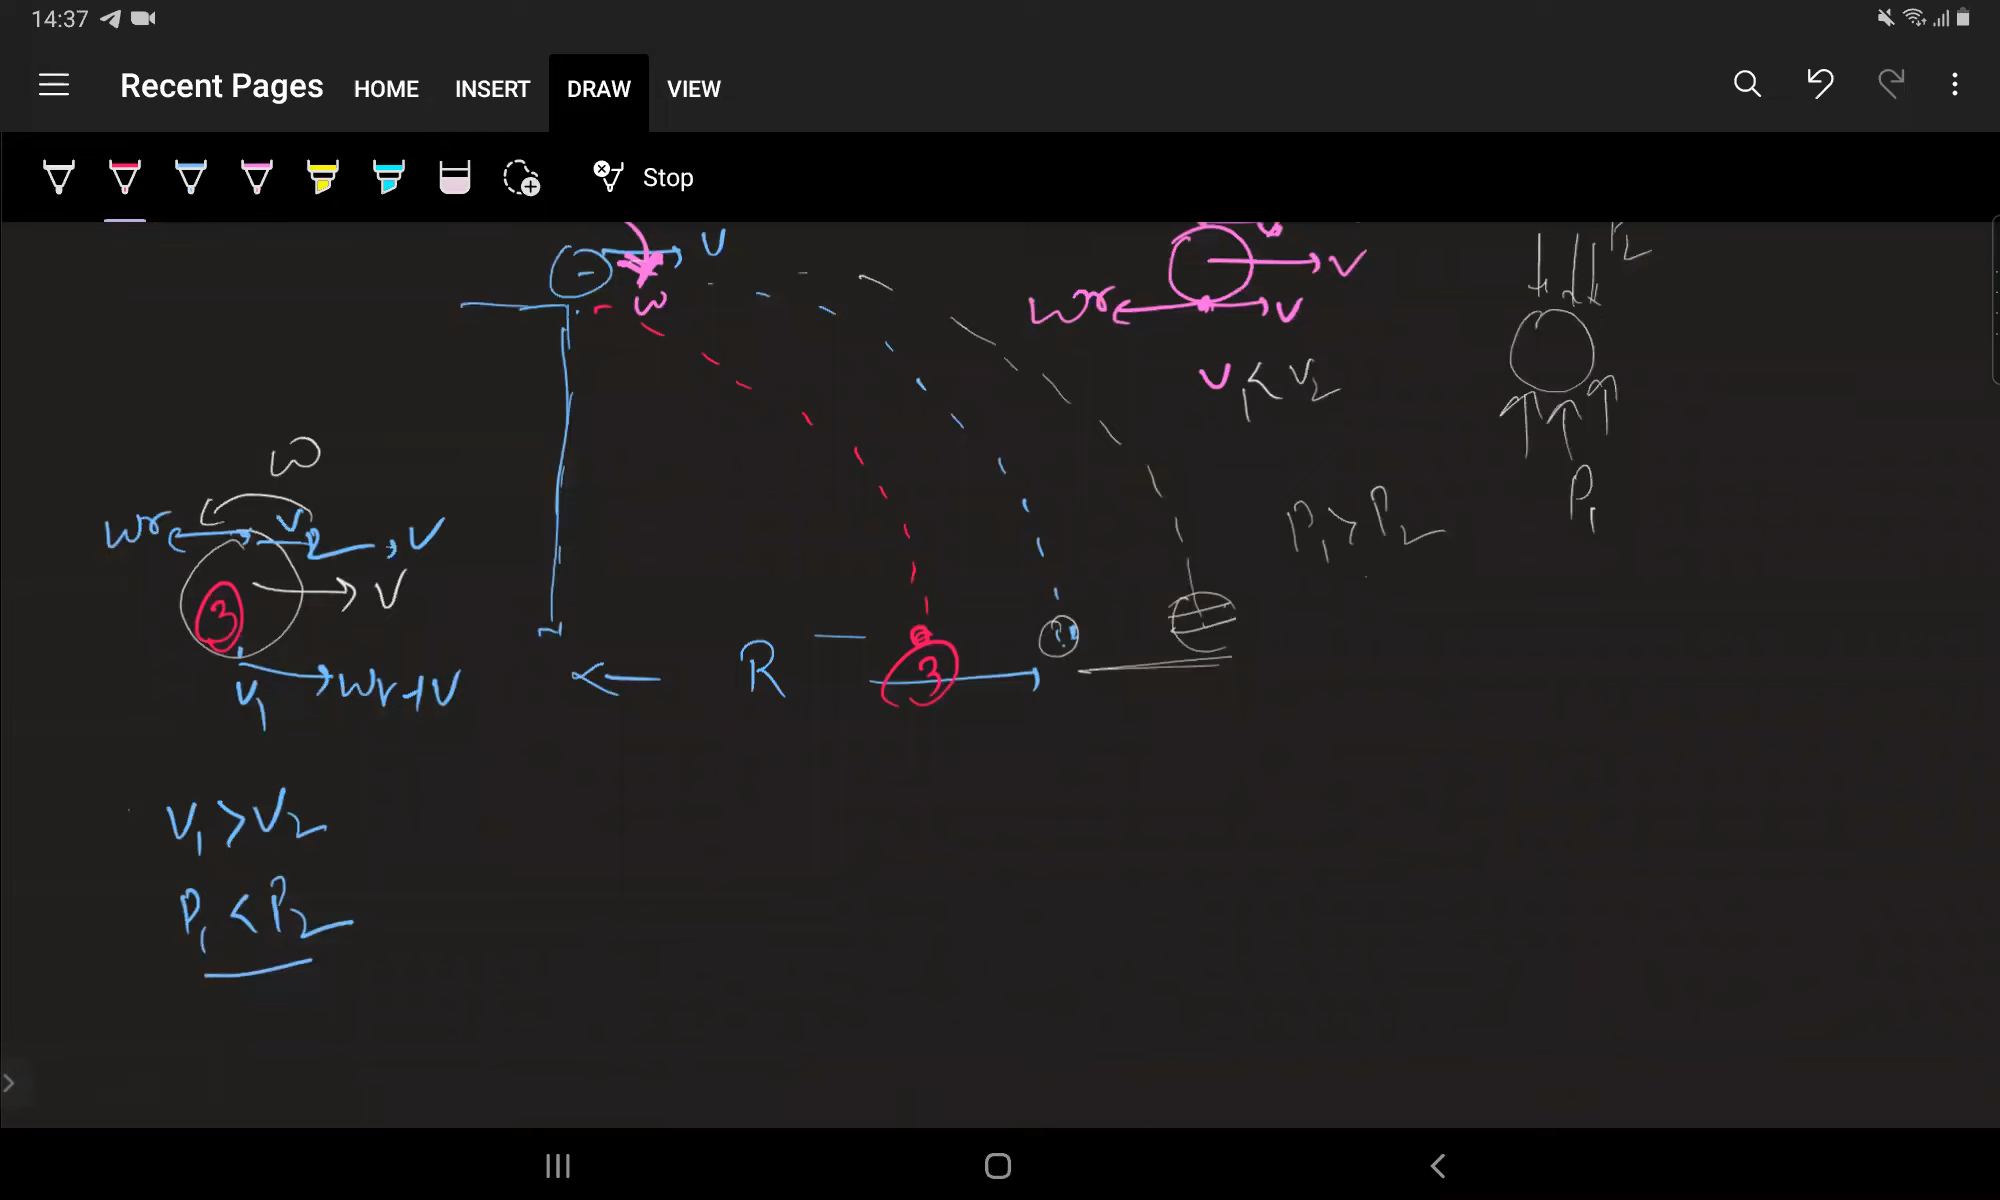 14:37
Recent Pages HOME INSERT DRAW VIEW
Stop
v
ω
v
ωr v
P2
v1 < v2
P1
P1 > P2
ω
ωr v2 v
v
3
v1 ωr+v
R
3
v1 > v2
P1 < P2